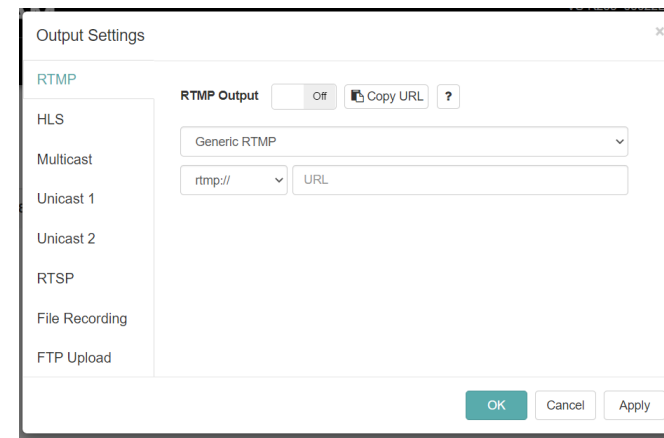 Output Settings
×
RTMP
HLS
Multicast
Unicast 1
Unicast 2
RTSP
File Recording
FTP Upload
RTMP Output Off Copy URL ?
Generic RTMP
rtmp:// URL
OK Cancel Apply